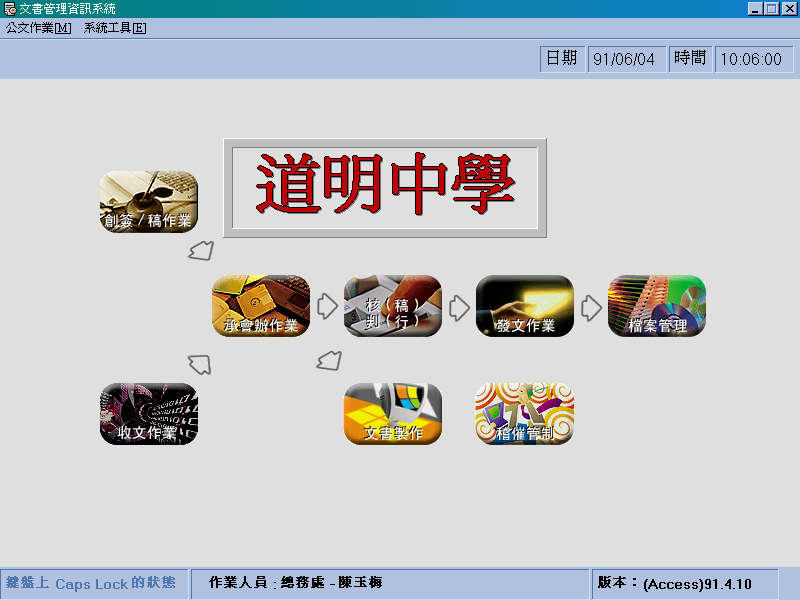 文書管理資訊系統
公文作業[M] 系統工具[E]
日期 91/06/04 時間 10:06:00
道明中學
創簽／稿作業
承會辦作業
核(稿)
判(行)
發文作業
檔案管理
收文作業
文書製作
稽催管制
鍵盤上 Caps Lock 的狀態 作業人員 : 總務處 - 陳玉梅 版本： (Access)91.4.10